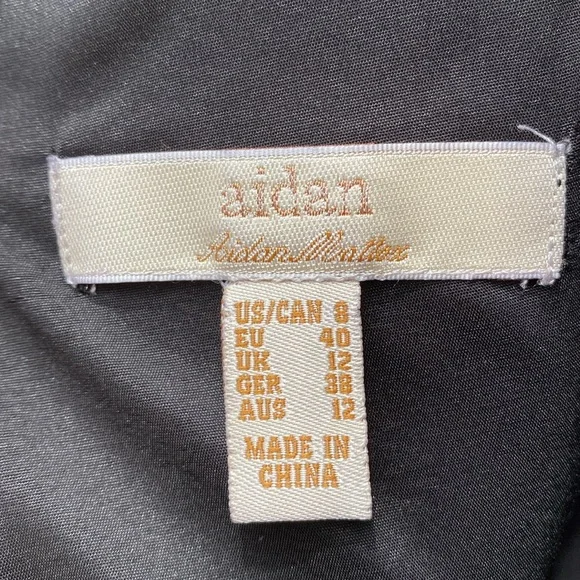 aidan
Aidan Mattox
US/CAN 8
EU 40
UK 12
GER 38
AUS 12
MADE IN
CHINA